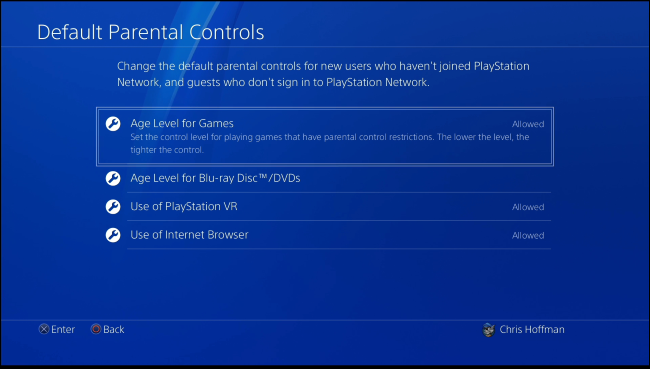 Default Parental Controls
Change the default parental controls for new users who haven't joined PlayStation
Network, and guests who don't sign in to PlayStation Network.
Age Level for Games Allowed
Set the control level for playing games that have parental control restrictions. The lower the level, the
tighter the control.
Age Level for Blu-ray Disc™/DVDs
Use of PlayStation VR Allowed
Use of Internet Browser Allowed
Enter Back Chris Hoffman